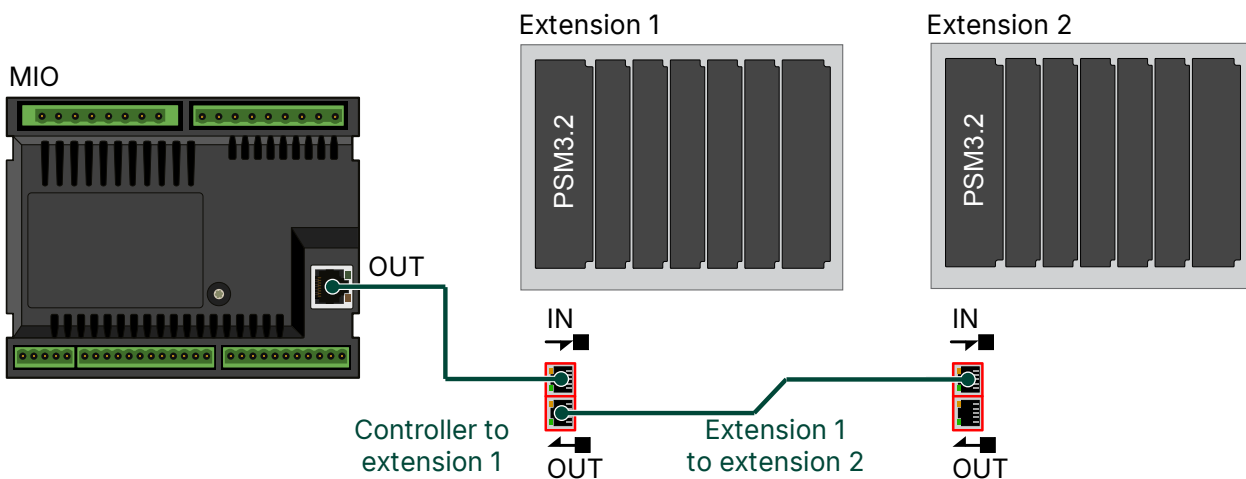 Extension 1
Extension 2
MIO
PSM3.2
PSM3.2
OUT
IN
IN
Controller to
extension 1
Extension 1
to extension 2
OUT
OUT